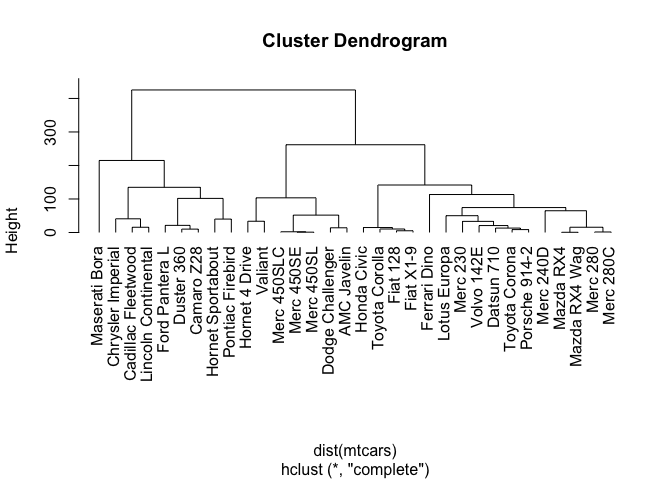 Cluster Dendrogram
Height
0
100
300
Maserati Bora
Chrysler Imperial
Cadillac Fleetwood
Lincoln Continental
Ford Pantera L
Duster 360
Camaro Z28
Hornet Sportabout
Pontiac Firebird
Hornet 4 Drive
Valiant
Merc 450SLC
Merc 450SE
Merc 450SL
Dodge Challenger
AMC Javelin
Honda Civic
Toyota Corolla
Fiat 128
Fiat X1-9
Ferrari Dino
Lotus Europa
Merc 230
Volvo 142E
Datsun 710
Toyota Corona
Porsche 914-2
Merc 240D
Mazda RX4
Mazda RX4 Wag
Merc 280
Merc 280C
dist(mtcars)
hclust (*, "complete")